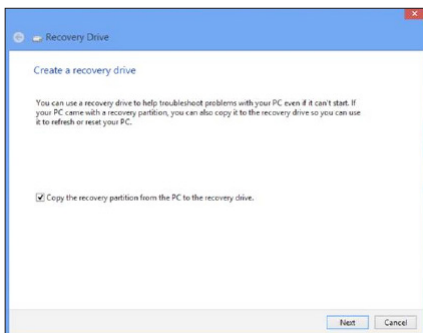 Recovery Drive
Create a recovery drive
You can use a recovery drive to help troubleshoot problems with your PC even if it can't start. If
your PC came with a recovery partition, you can also copy it to the recovery drive so you can use
it to refresh or reset your PC.
Copy the recovery partition from the PC to the recovery drive.
Next Cancel